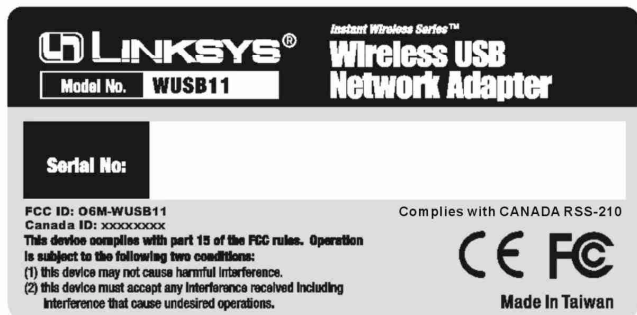 LINKSYS®
Instant Wireless Series™
Wireless USB
Network Adapter
Model No. WUSB11
Serial No:
FCC ID: O6M-WUSB11
Canada ID: xxxxxxxx
This device complies with part 15 of the FCC rules. Operation
is subject to the following two conditions:
(1) this device may not cause harmful interference.
(2) this device must accept any interference received including
interference that cause undesired operations.
Complies with CANADA RSS-210
CE FC
Made In Taiwan